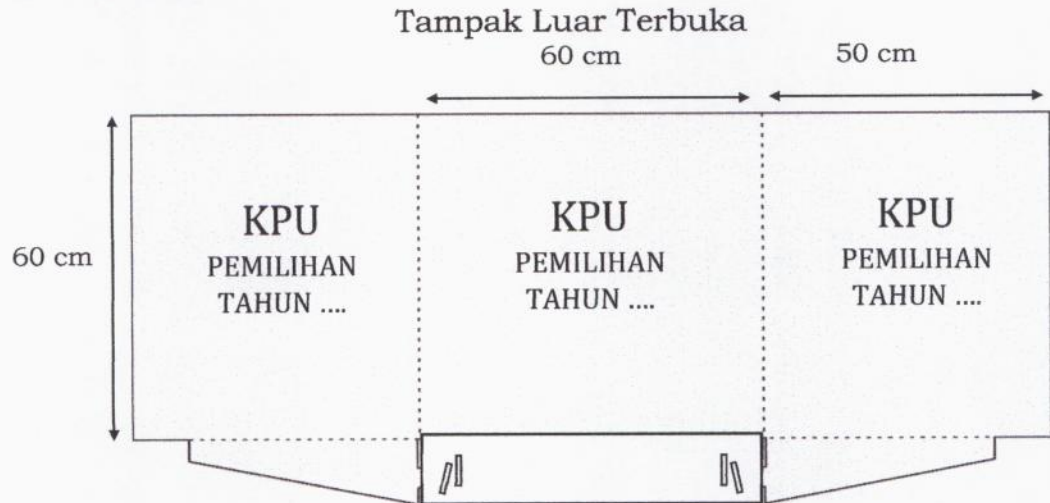 Tampak Luar Terbuka
60 cm
50 cm
60 cm
KPU
PEMILIHAN
TAHUN ....
KPU
PEMILIHAN
TAHUN ....
KPU
PEMILIHAN
TAHUN ....